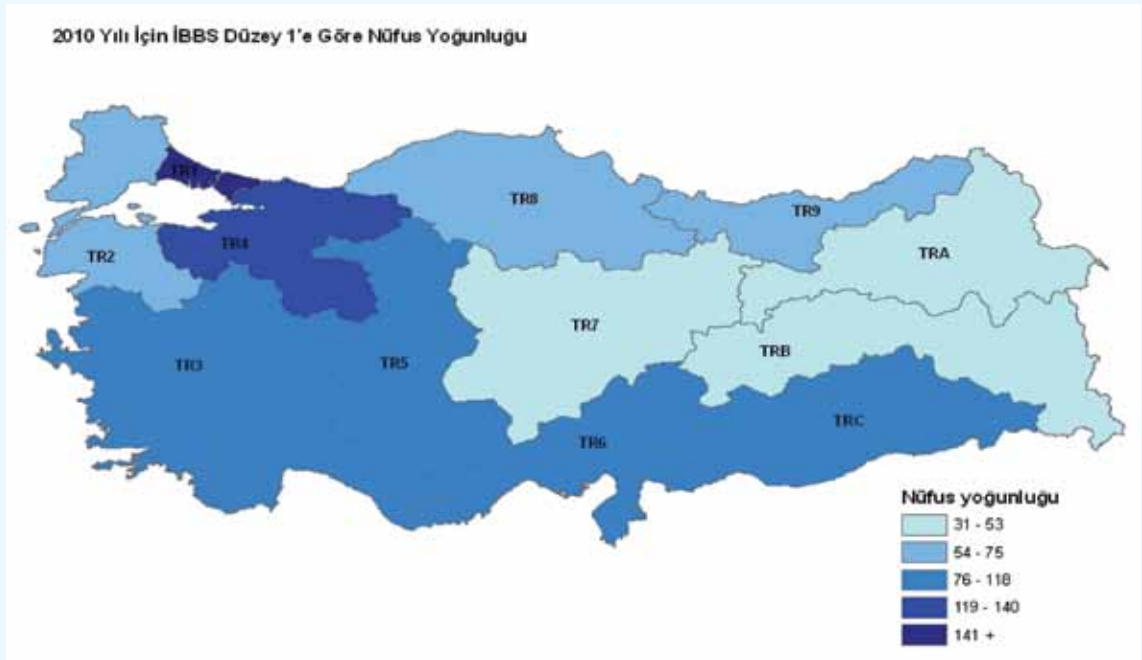 2010 Yılı İçin İBBS Düzey 1'e Göre Nüfus Yoğunluğu
TR1
TR8
TR9
TR4
TR2
TRA
TR7
TRB
TR3
TR5
TRC
TR6
Nüfus yoğunluğu
31 - 53
54 - 75
76 - 118
119 - 140
141 +